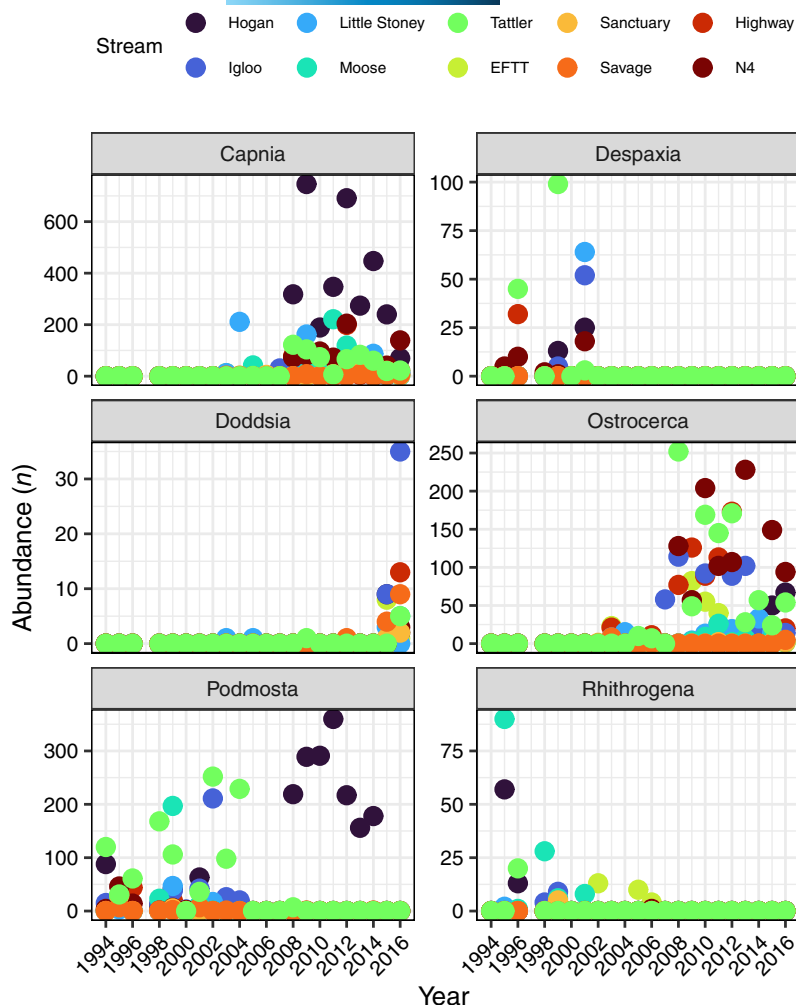 Stream
Hogan Little Stoney Tattler Sanctuary Highway
Igloo Moose EFTT Savage N4
Capnia Despaxia
600
400
200
0
100
75
50
25
0
Doddsia Ostrocerca
30
20
10
0
250
200
150
100
50
0
Podmosta Rhithrogena
300
200
100
0
75
50
25
0
Abundance (n)
1994 1996 1998 2000 2002 2004 2006 2008 2010 2012 2014 2016
1994 1996 1998 2000 2002 2004 2006 2008 2010 2012 2014 2016
Year